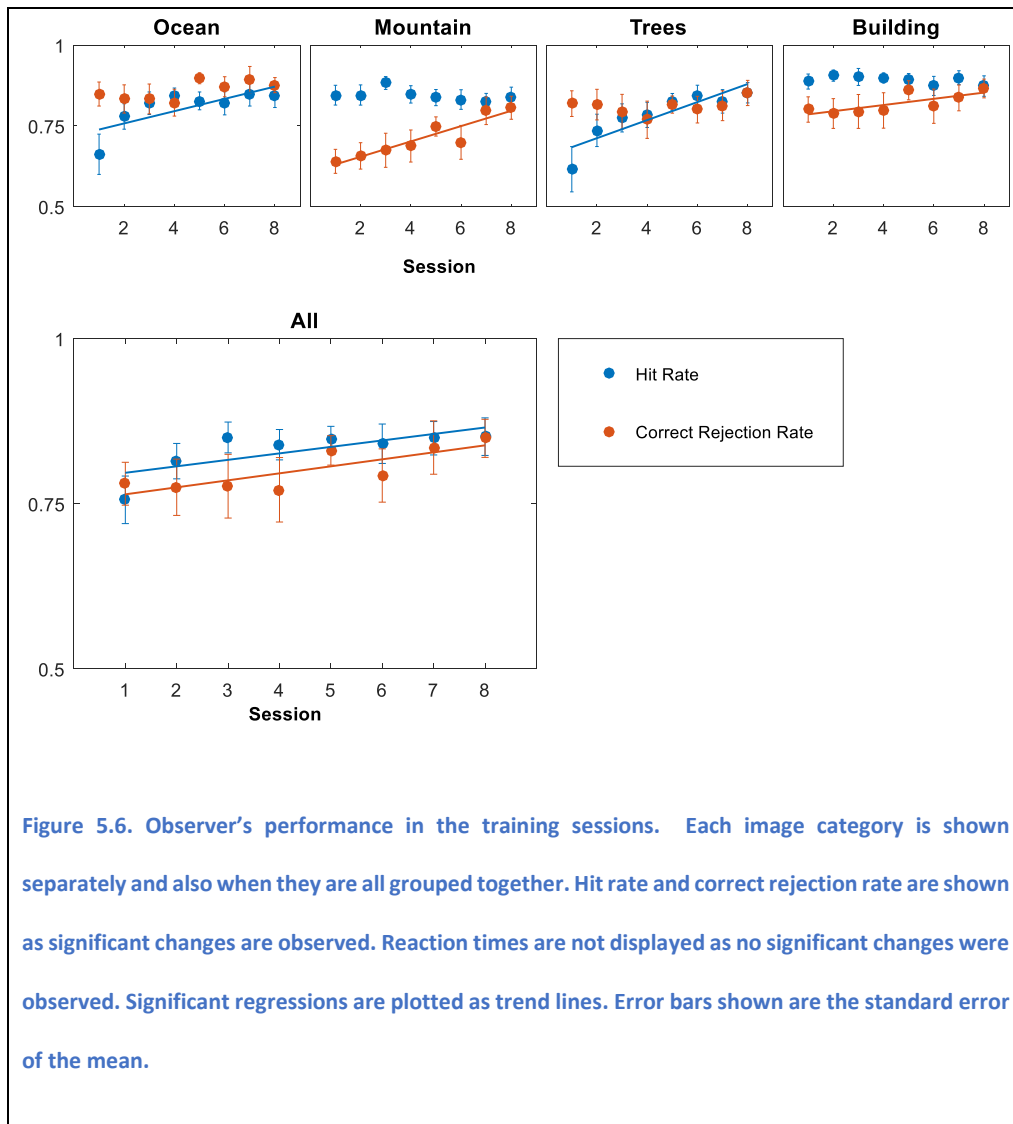 Ocean Mountain Trees Building
1
0.75
0.5
2 4 6 8 2 4 6 8 2 4 6 8 2 4 6 8
Session
All
1
0.75
0.5
1 2 3 4 5 6 7 8
Session
Hit Rate
Correct Rejection Rate
Figure 5.6. Observer’s performance in the training sessions. Each image category is shown
separately and also when they are all grouped together. Hit rate and correct rejection rate are shown
as significant changes are observed. Reaction times are not displayed as no significant changes were
observed. Significant regressions are plotted as trend lines. Error bars shown are the standard error
of the mean.